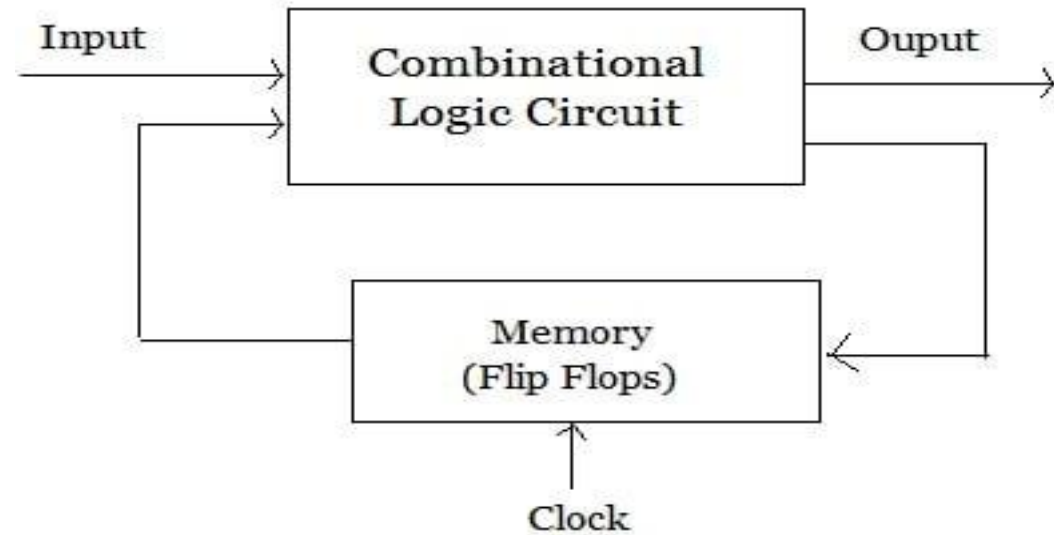 Input
Combinational
Logic Circuit
Ouput
Memory
(Flip Flops)
Clock